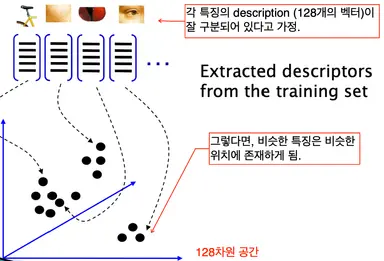 각 특징의 description (128개의 벡터)이
잘 구분되어 있다고 가정.
...
Extracted descriptors
from the training set
그렇다면, 비슷한 특징은 비슷한
위치에 존재하게 됨.
128차원 공간